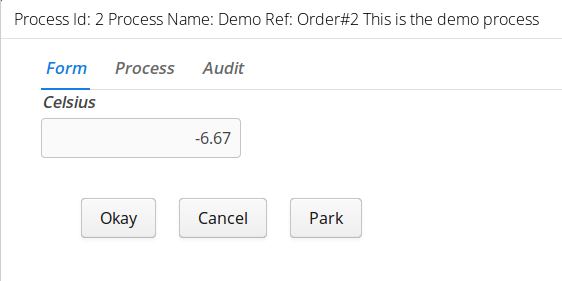 Process Id: 2 Process Name: Demo Ref: Order#2 This is the demo process
Form Process Audit
Celsius
-6.67
Okay Cancel Park